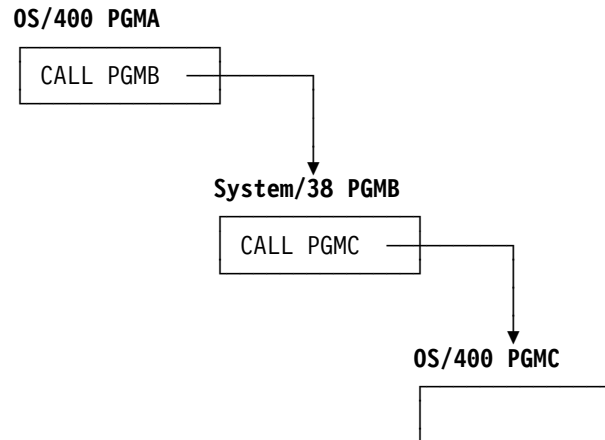 OS/400 PGMA
CALL PGMB
System/38 PGMB
CALL PGMC
OS/400 PGMC